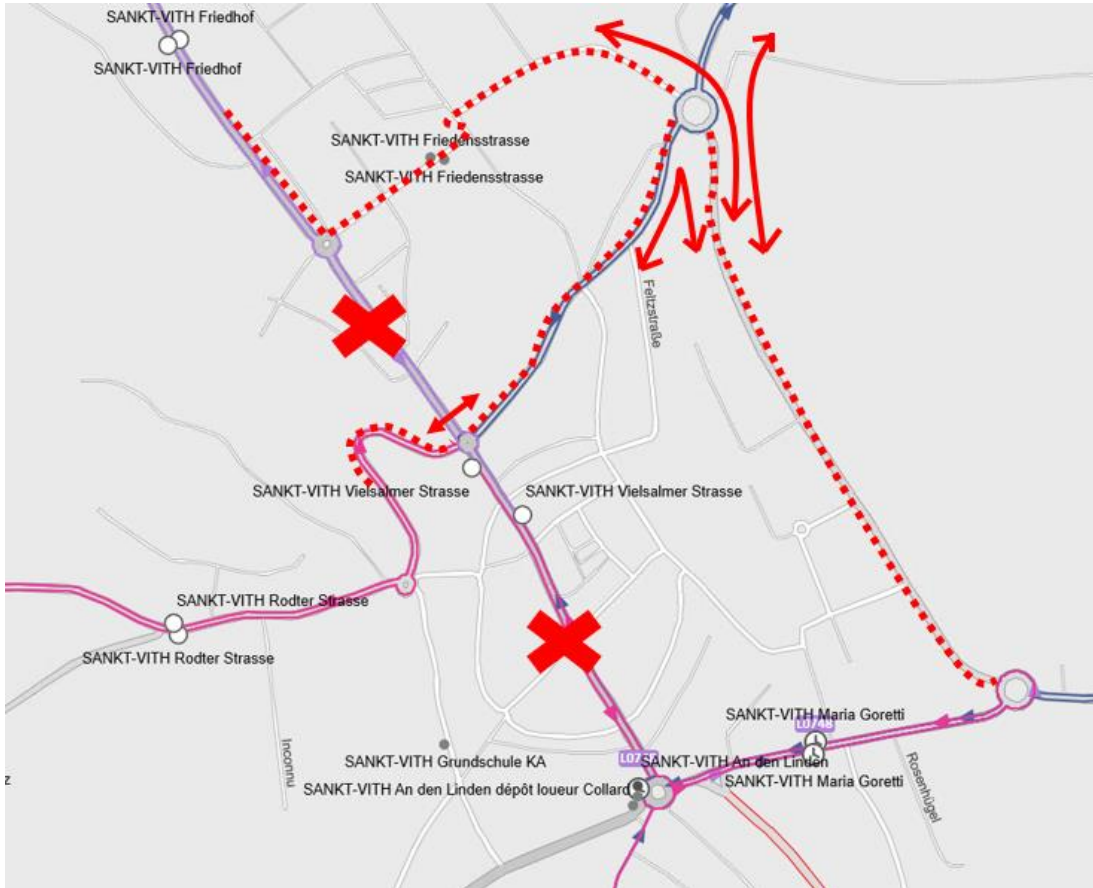 SANKT-VITH Friedhof
SANKT-VITH Friedhof
SANKT-VITH Friedensstrasse
SANKT-VITH Friedensstrasse
Feltzstraße
SANKT-VITH Vielsalmer Strasse
SANKT-VITH Vielsalmer Strasse
SANKT-VITH Rodter Strasse
SANKT-VITH Rodter Strasse
SANKT-VITH Maria Goretti
L0748
Inconnu
SANKT-VITH Grundschule KA
SANKT-VITH An den Linden
SANKT-VITH An den Linden dépôt loueur Collard
SANKT-VITH Maria Goretti
Rosenhügel
z